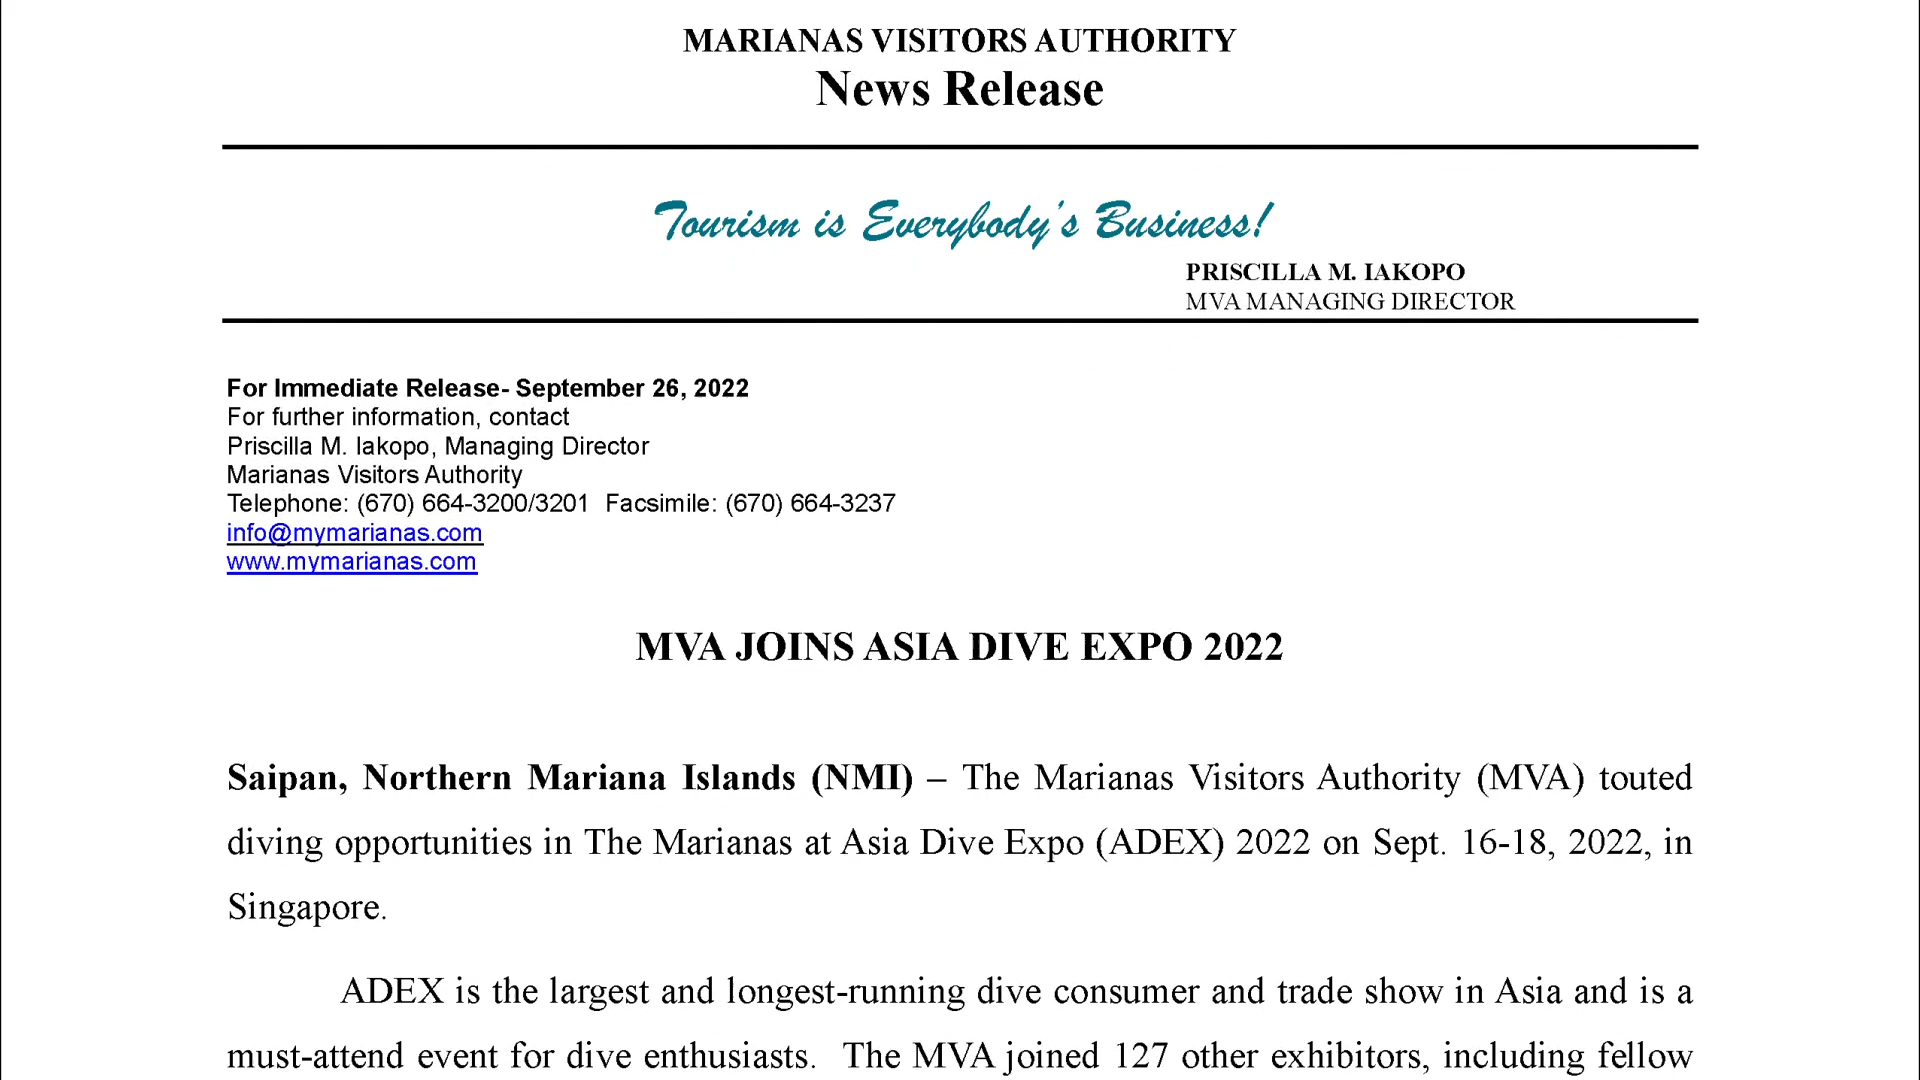 MARIANAS VISITORS AUTHORITY
News Release
Tourism is Everybody's Business!
PRISCILLA M. IAKOPO
MVA MANAGING DIRECTOR
For Immediate Release- September 26, 2022
For further information, contact
Priscilla M. Iakopo, Managing Director
Marianas Visitors Authority
Telephone: (670) 664-3200/3201  Facsimile: (670) 664-3237
info@mymarianas.com
www.mymarianas.com
MVA JOINS ASIA DIVE EXPO 2022
Saipan, Northern Mariana Islands (NMI) – The Marianas Visitors Authority (MVA) touted
diving opportunities in The Marianas at Asia Dive Expo (ADEX) 2022 on Sept. 16-18, 2022, in
Singapore.
ADEX is the largest and longest-running dive consumer and trade show in Asia and is a
must-attend event for dive enthusiasts.  The MVA joined 127 other exhibitors, including fellow